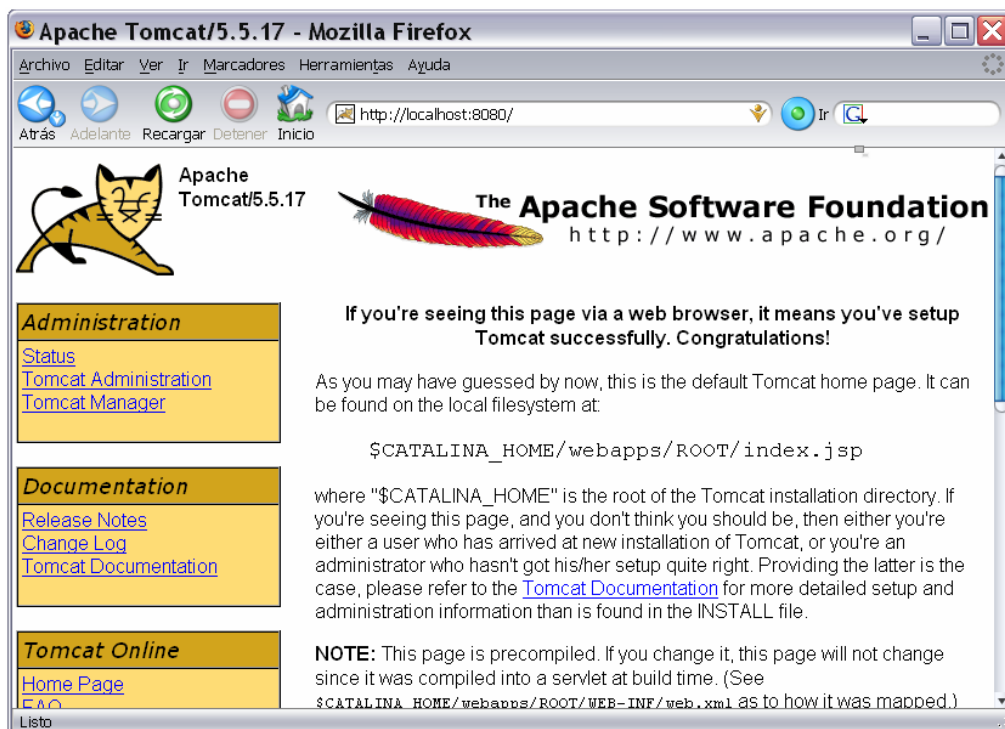 Apache Tomcat/5.5.17 - Mozilla Firefox
Archivo Editar Ver Ir Marcadores Herramientas Ayuda
http://localhost:8080/ Ir G
Atrás Adelante Recargar Detener Inicio
Apache
Tomcat/5.5.17
The Apache Software Foundation
http://www.apache.org/
Administration
Status
Tomcat Administration
Tomcat Manager
Documentation
Release Notes
Change Log
Tomcat Documentation
Tomcat Online
Home Page
FAQ
If you're seeing this page via a web browser, it means you've setup
Tomcat successfully. Congratulations!
As you may have guessed by now, this is the default Tomcat home page. It can
be found on the local filesystem at:
$CATALINA_HOME/webapps/ROOT/index.jsp
where "$CATALINA_HOME" is the root of the Tomcat installation directory. If
you're seeing this page, and you don't think you should be, then either you're
either a user who has arrived at new installation of Tomcat, or you're an
administrator who hasn't got his/her setup quite right. Providing the latter is the
case, please refer to the Tomcat Documentation for more detailed setup and
administration information than is found in the INSTALL file.
NOTE: This page is precompiled. If you change it, this page will not change
since it was compiled into a servlet at build time. (See
$CATALINA_HOME/webapps/ROOT/WEB-INF/web.xml as to how it was mapped.)
Listo